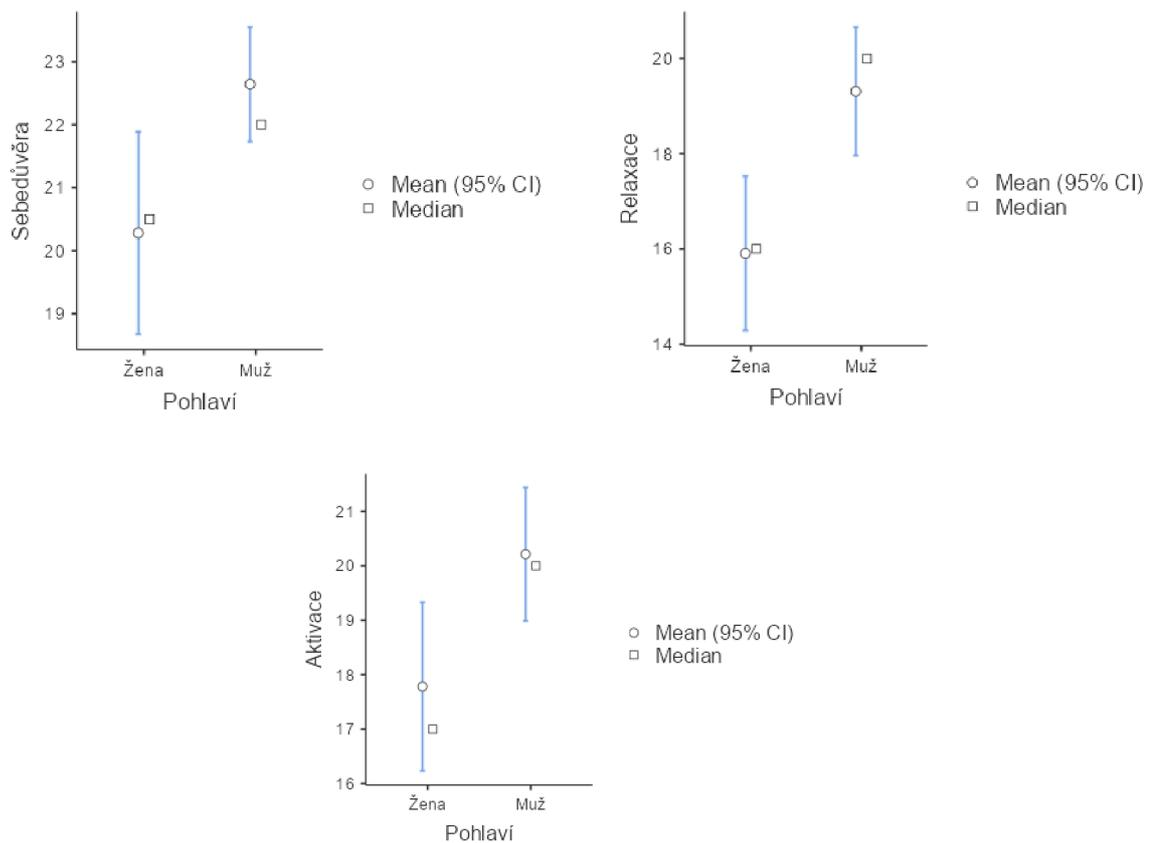 23
22
21
20
19
Sebedůvěra
Žena
Muž
Pohlaví
Mean (95% CI)
Median
20
18
16
14
Relaxace
Žena
Muž
Pohlaví
Mean (95% CI)
Median
21
20
19
18
17
16
Aktivace
Žena
Muž
Pohlaví
Mean (95% CI)
Median